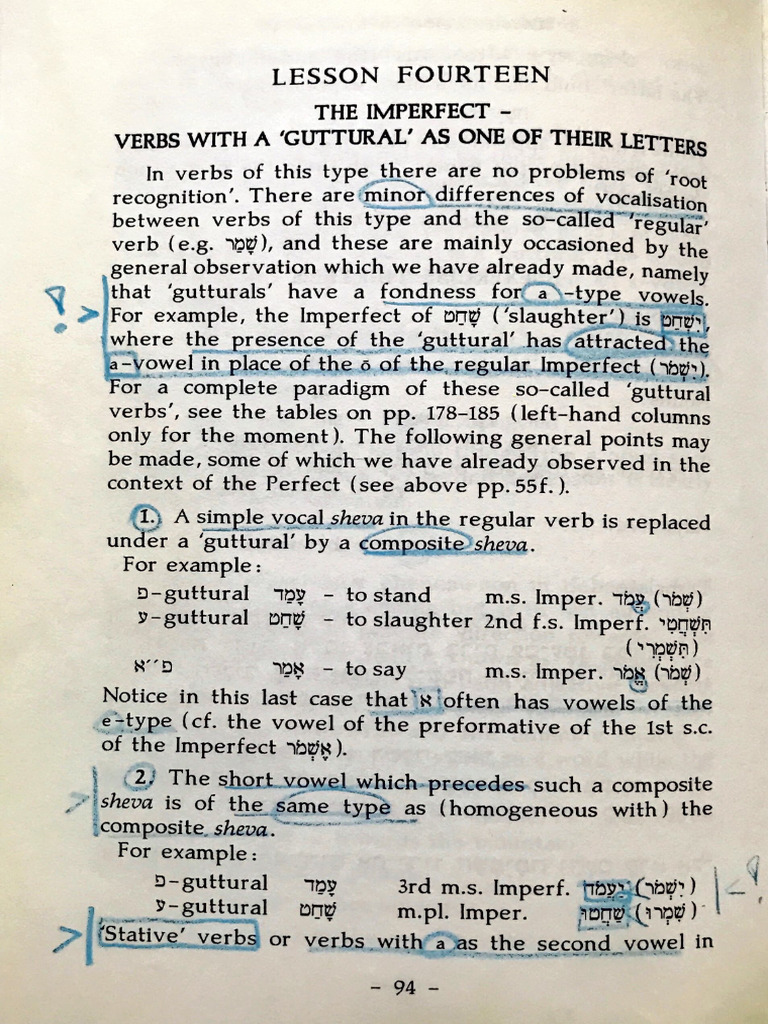 LESSON FOURTEEN
THE IMPERFECT –
VERBS WITH A ‘GUTTURAL’ AS ONE OF THEIR LETTERS
In verbs of this type there are no problems of ‘root
recognition’. There are minor differences of vocalisation
between verbs of this type and the so-called ‘regular’
verb (e.g. שָׁמַר), and these are mainly occasioned by the
general observation which we have already made, namely
that ‘gutturals’ have a fondness for a -type vowels.
For example, the Imperfect of שָׁחַט (‘slaughter’) is יִשְׁחַט,
where the presence of the ‘guttural’ has attracted the
a-vowel in place of the ō of the regular Imperfect (יִשְׁמֹר).
For a complete paradigm of these so-called ‘guttural
verbs’, see the tables on pp. 178–185 (left-hand columns
only for the moment). The following general points may
be made, some of which we have already observed in the
context of the Perfect (see above pp. 55f.).
1. A simple vocal sheva in the regular verb is replaced
under a ‘guttural’ by a composite sheva.
For example:
פ-guttural עָמַד – to stand m.s. Imper. עֲמֹד (שְׁמֹר)
ע-guttural שָׁחַט – to slaughter 2nd f.s. Imperf. תִּשְׁחֲטִי
(תִּשְׁמְרִי)
פ״א אָמַר – to say m.s. Imper. אֱמֹר (שְׁמֹר)
Notice in this last case that א often has vowels of the
e-type (cf. the vowel of the preformative of the 1st s.c.
of the Imperfect אֶשְׁמֹר).
2. The short vowel which precedes such a composite
sheva is of the same type as (homogeneous with) the
composite sheva.
For example:
פ-guttural עָמַד 3rd m.s. Imperf. יַעֲמֹד (יִשְׁמֹר)
ע-guttural שָׁחַט m.pl. Imper. שַׁחֲטוּ (שִׁמְרוּ)
‘Stative’ verbs or verbs with a as the second vowel in
– 94 –